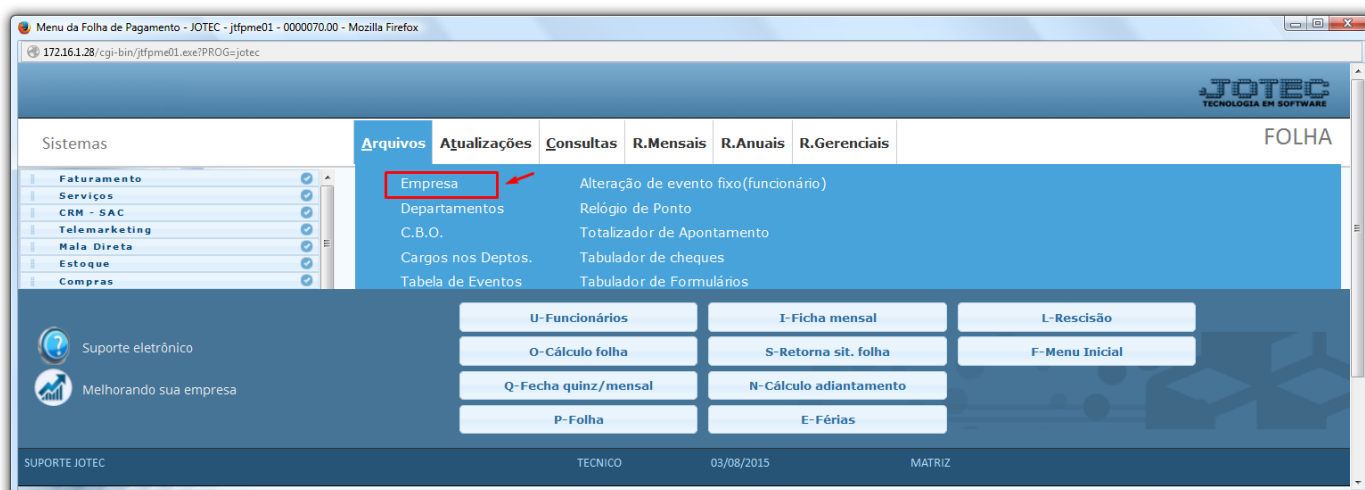 Menu da Folha de Pagamento - JOTEC - jtfpme01 - 0000070.00 - Mozilla Firefox
172.16.1.28/cgi-bin/jtfpme01.exe?PROG=jotec
JOTEC
TECNOLOGIA EM SOFTWARE
Sistemas
Arquivos Atualizações Consultas R.Mensais R.Anuais R.Gerenciais
FOLHA
Faturamento
Serviços
CRM - SAC
Telemarketing
Mala Direta
Estoque
Compras
Empresa Alteração de evento fixo(funcionário)
Departamentos Relógio de Ponto
C.B.O. Totalizador de Apontamento
Cargos nos Deptos. Tabulador de cheques
Tabela de Eventos Tabulador de Formulários
Suporte eletrônico
Melhorando sua empresa
U-Funcionários I-Ficha mensal L-Rescisão
O-Cálculo folha S-Retorna sit. folha F-Menu Inicial
Q-Fecha quinz/mensal N-Cálculo adiantamento
P-Folha E-Férias
SUPORTE JOTEC TECNICO 03/08/2015 MATRIZ